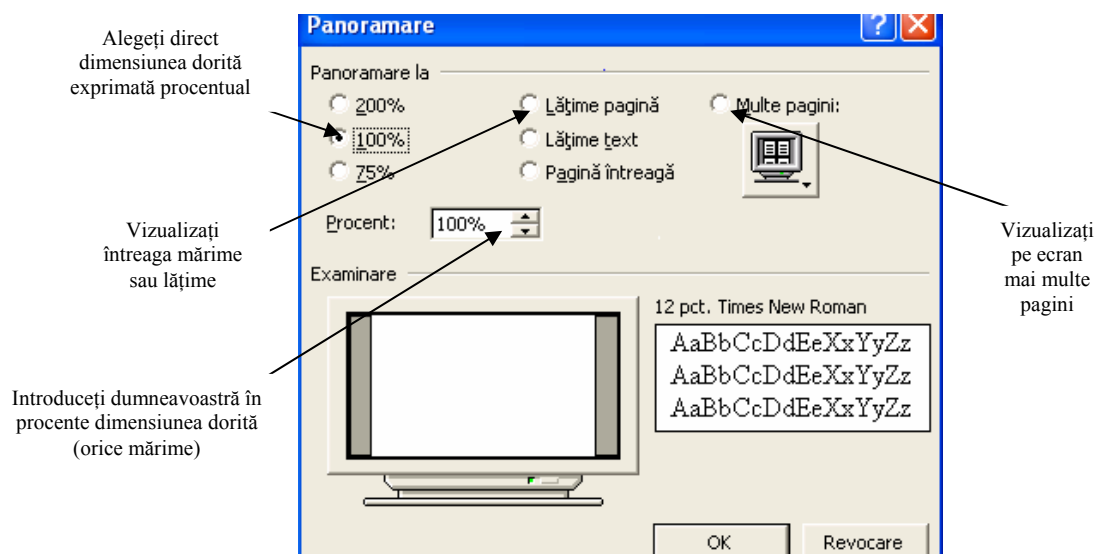 Alegeți direct
dimensiunea dorită
exprimată procentual
Panoramare
Panoramare la
200%
100%
75%
Lățime pagină
Lățime text
Pagină întreagă
Multe pagini:
Procent:
100%
Vizualizați
întreaga mărime
sau lățime
Vizualizați
pe ecran
mai multe
pagini
Examinare
12 pct. Times New Roman
AaBbCcDdEeXxYyZz
AaBbCcDdEeXxYyZz
AaBbCcDdEeXxYyZz
Introduceți dumneavoastră în
procente dimensiunea dorită
(orice mărime)
OK
Revocare